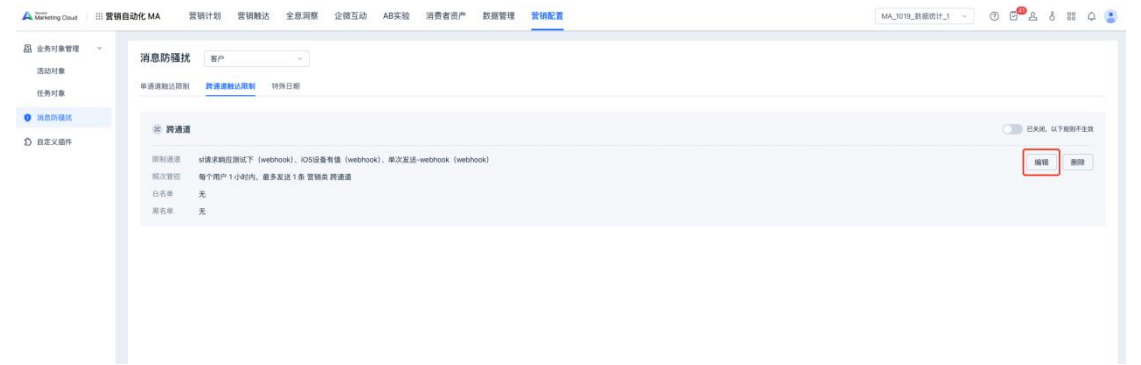 Marketing Cloud 营销自动化 MA 营销计划 营销触达 全息洞察 企微互动 AB实验 消费者资产 数据管理 营销配置 MA_1019_数据统计_1 41
业务对象管理
活动对象
任务对象
消息防骚扰
自定义插件
消息防骚扰 客户
单通道触达限制 跨通道触达限制 特殊日期
跨通道 已关闭, 以下规则不生效
限制通道 sl请求响应测试下 (webhook) 、iOS设备有值 (webhook) 、单次发送-webhook (webhook) 编辑 删除
频次管控 每个用户 1 小时内, 最多发送 1 条 营销类 跨通道
白名单 无
黑名单 无